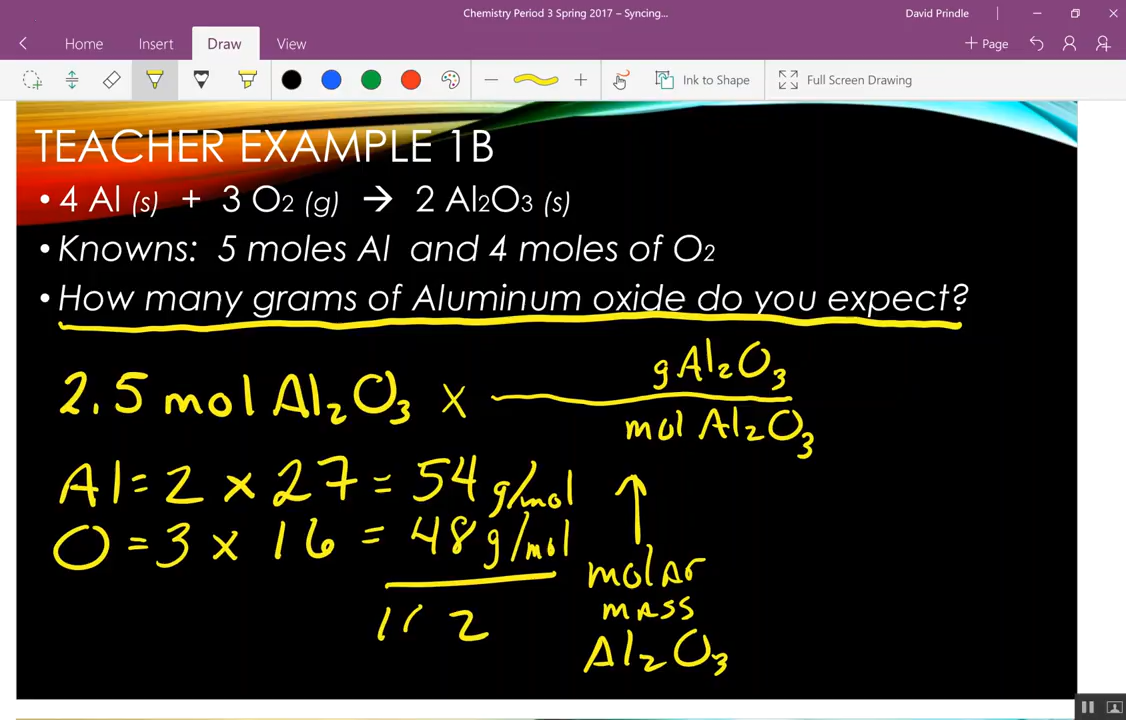 Chemistry Period 3 Spring 2017 – Syncing...
David Prindle
Home Insert Draw View
Page
Ink to Shape
Full Screen Drawing
TEACHER EXAMPLE 1B
• 4 Al (s) + 3 O2 (g) → 2 Al2O3 (s)
• Knowns: 5 moles Al and 4 moles of O2
• How many grams of Aluminum oxide do you expect?
g Al₂O₃
2.5 mol Al₂O₃ ×
mol Al₂O₃
Al = 2 × 27 = 54 g/mol
O = 3 × 16 = 48 g/mol
molar
mass
Al₂O₃